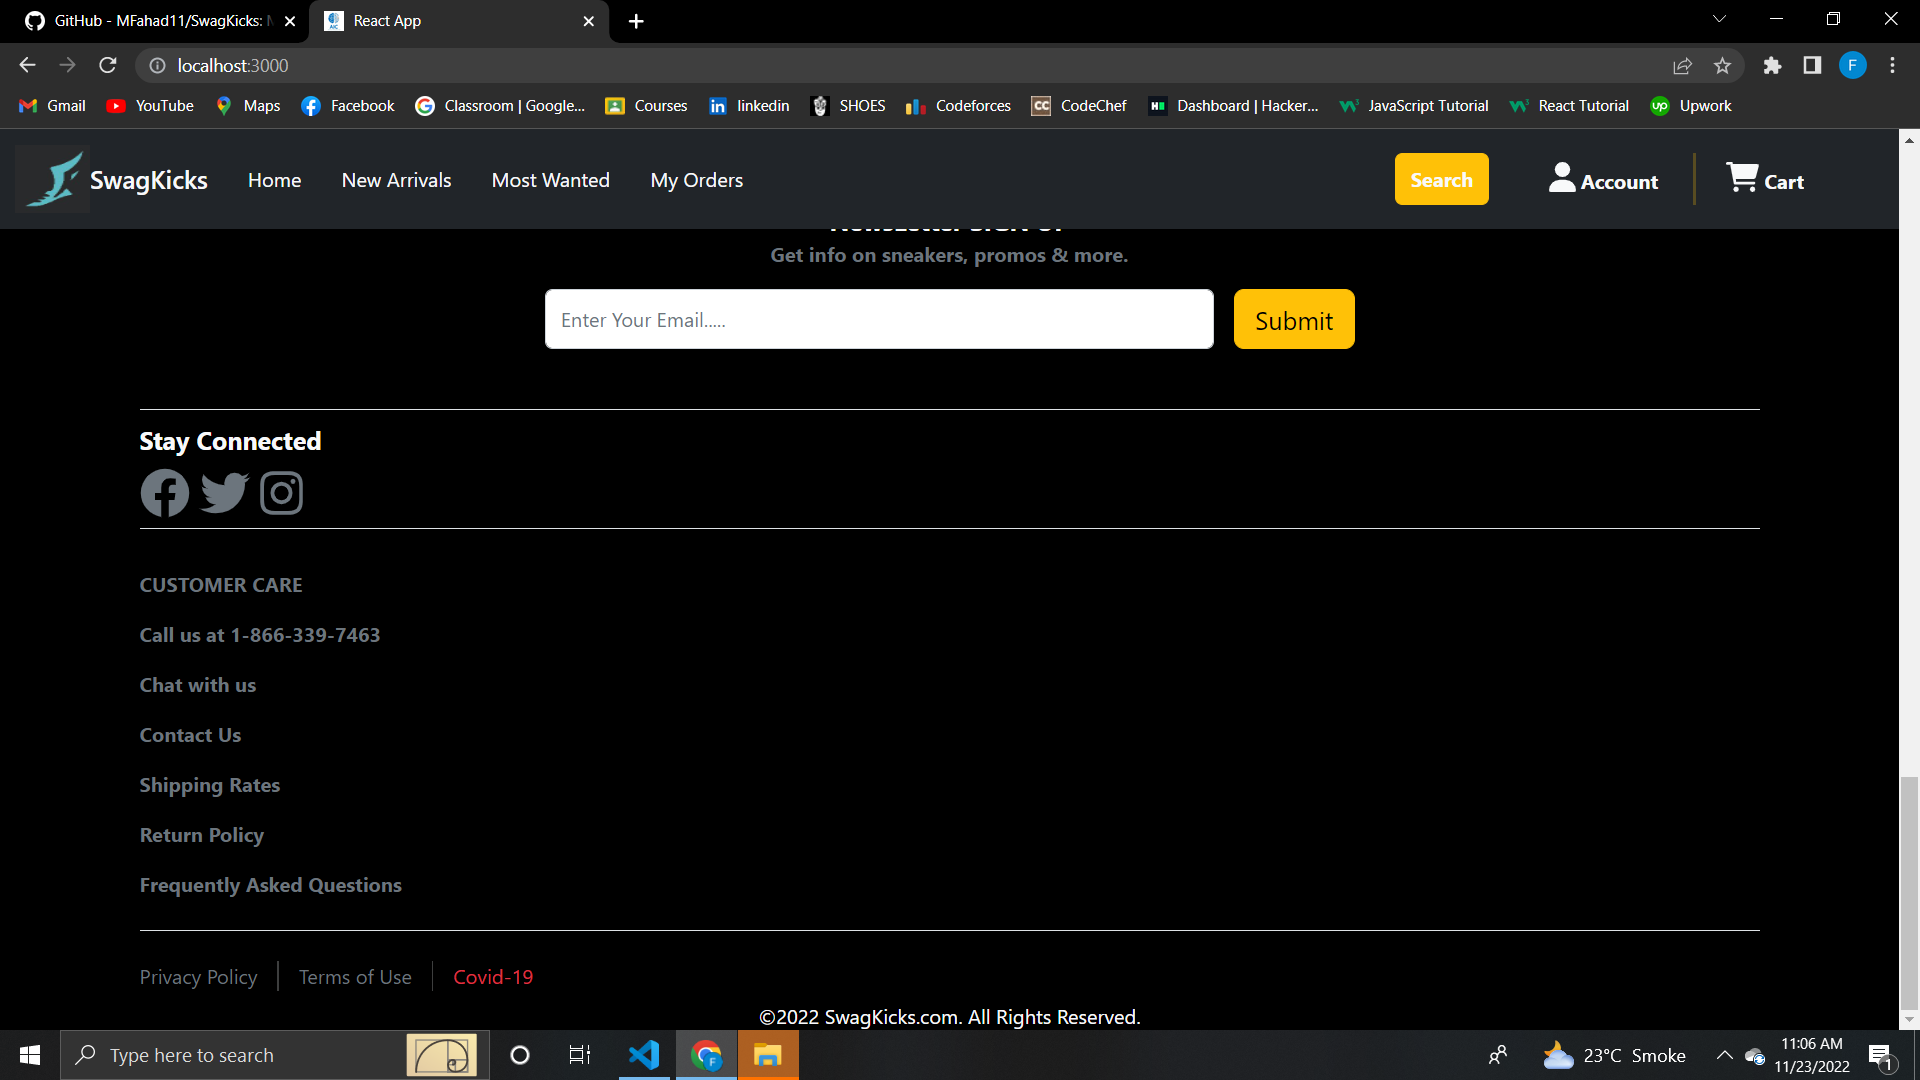 GitHub - MFahad11/SwagKicks: M
React App
localhost:3000
F
Gmail YouTube Maps Facebook Classroom | Google... Courses linkedin SHOES Codeforces CC CodeChef Dashboard | Hacker... JavaScript Tutorial React Tutorial up Upwork
SwagKicks Home New Arrivals Most Wanted My Orders Search Account Cart
Get info on sneakers, promos & more.
Enter Your Email..... Submit
Stay Connected
CUSTOMER CARE
Call us at 1-866-339-7463
Chat with us
Contact Us
Shipping Rates
Return Policy
Frequently Asked Questions
Privacy Policy Terms of Use Covid-19
©2022 SwagKicks.com. All Rights Reserved.
Type here to search
F
23°C Smoke
11:06 AM
11/23/2022
1